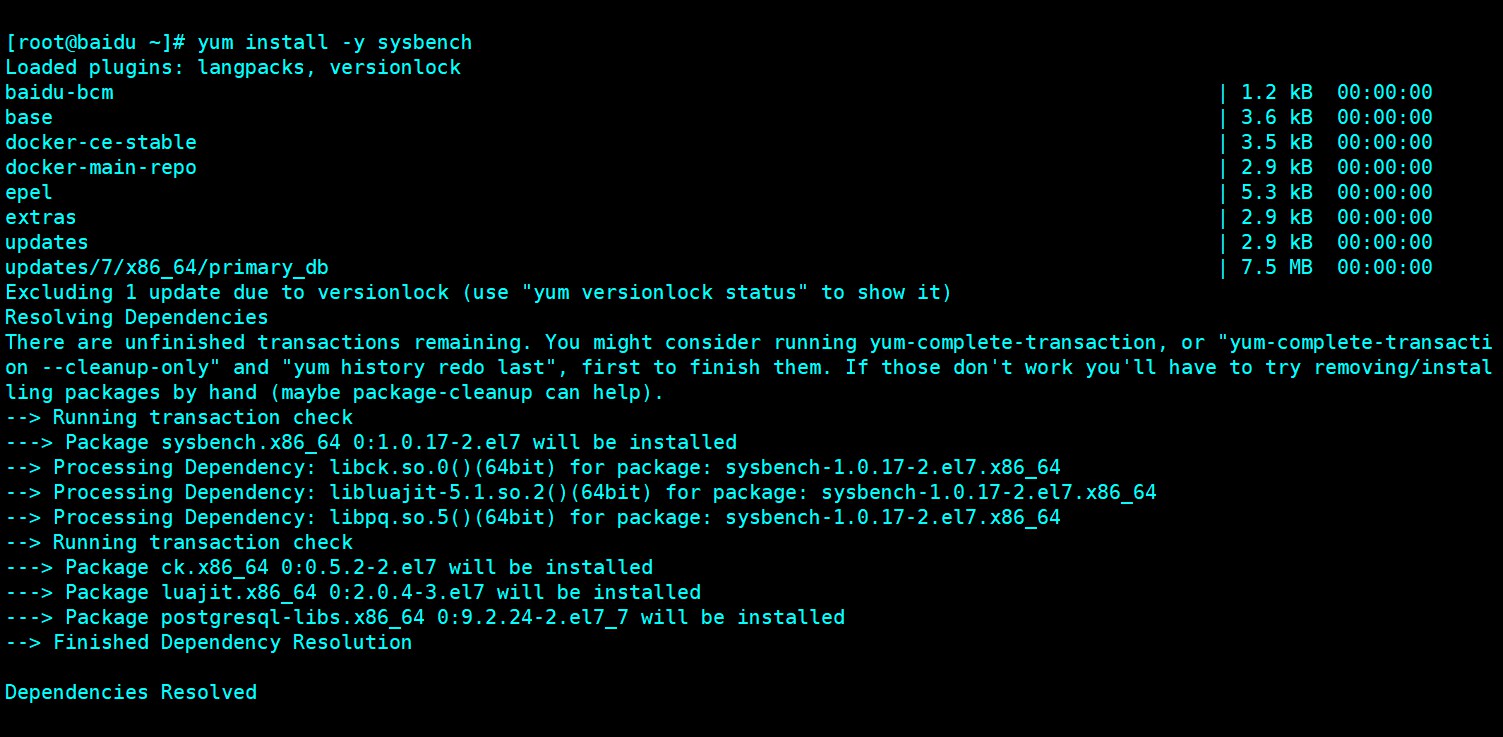 [root@baidu ~]# yum install -y sysbench
Loaded plugins: langpacks, versionlock
baidu-bcm | 1.2 kB 00:00:00
base | 3.6 kB 00:00:00
docker-ce-stable | 3.5 kB 00:00:00
docker-main-repo | 2.9 kB 00:00:00
epel | 5.3 kB 00:00:00
extras | 2.9 kB 00:00:00
updates | 2.9 kB 00:00:00
updates/7/x86_64/primary_db | 7.5 MB 00:00:00
Excluding 1 update due to versionlock (use "yum versionlock status" to show it)
Resolving Dependencies
There are unfinished transactions remaining. You might consider running yum-complete-transaction, or "yum-complete-transacti
on --cleanup-only" and "yum history redo last", first to finish them. If those don't work you'll have to try removing/instal
ling packages by hand (maybe package-cleanup can help).
--> Running transaction check
---> Package sysbench.x86_64 0:1.0.17-2.el7 will be installed
--> Processing Dependency: libck.so.0()(64bit) for package: sysbench-1.0.17-2.el7.x86_64
--> Processing Dependency: libluajit-5.1.so.2()(64bit) for package: sysbench-1.0.17-2.el7.x86_64
--> Processing Dependency: libpq.so.5()(64bit) for package: sysbench-1.0.17-2.el7.x86_64
--> Running transaction check
---> Package ck.x86_64 0:0.5.2-2.el7 will be installed
---> Package luajit.x86_64 0:2.0.4-3.el7 will be installed
---> Package postgresql-libs.x86_64 0:9.2.24-2.el7_7 will be installed
--> Finished Dependency Resolution
Dependencies Resolved